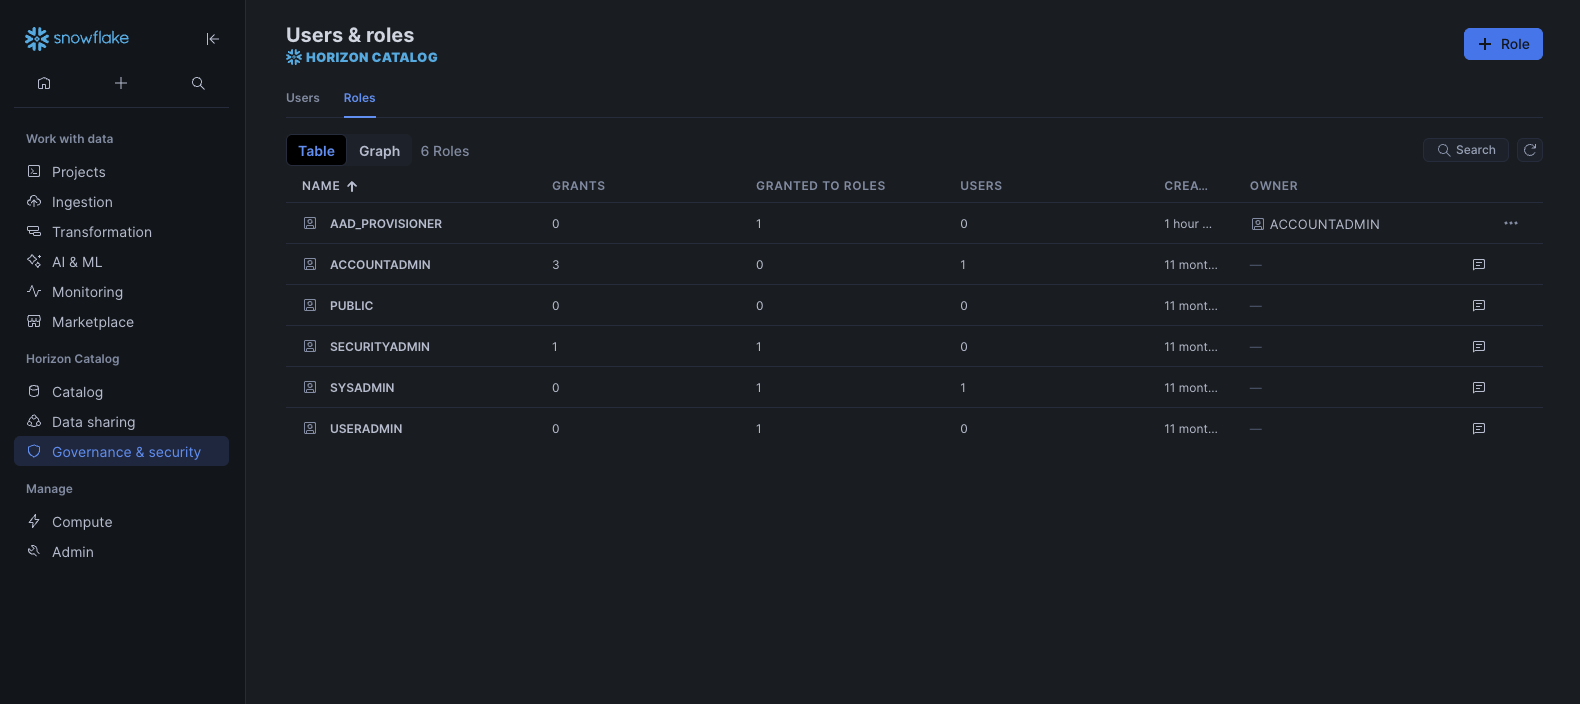 snowflake
Work with data
Projects
Ingestion
Transformation
AI & ML
Monitoring
Marketplace
Horizon Catalog
Catalog
Data sharing
Governance & security
Manage
Compute
Admin
Users & roles
HORIZON CATALOG
+ Role
Users Roles
Table Graph 6 Roles Search
NAME ↑ GRANTS GRANTED TO ROLES USERS CREA... OWNER
AAD_PROVISIONER 0 1 0 1 hour ... ACCOUNTADMIN ...
ACCOUNTADMIN 3 0 1 11 mont... —
PUBLIC 0 0 0 11 mont... —
SECURITYADMIN 1 1 0 11 mont... —
SYSADMIN 0 1 1 11 mont... —
USERADMIN 0 1 0 11 mont... —